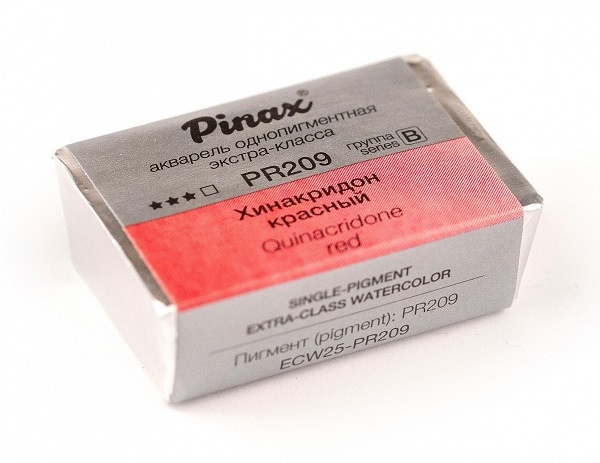 Pinax®
акварель однопигментная
экстра-класса
PR209
группа
series B
★★★□
Хинакридон
красный
Quinacridone
red
SINGLE-PIGMENT
EXTRA-CLASS WATERCOLOR
Пигмент (pigment): PR209
ECW25-PR209